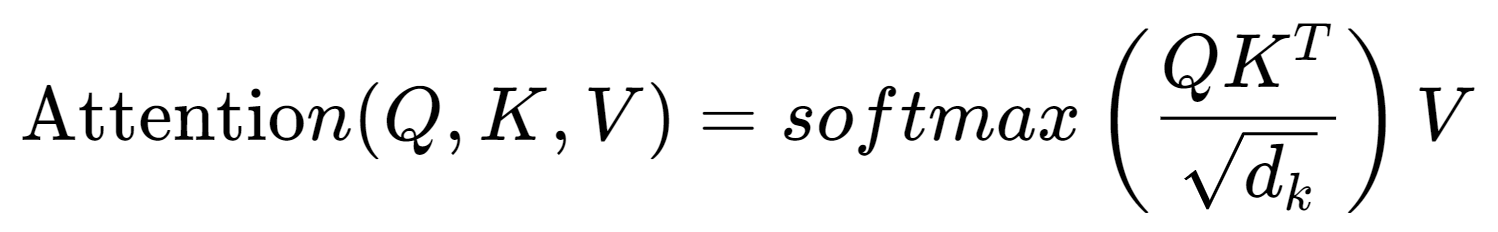 Attention(Q, K, V) = softmax(QK^T / √d_k) V